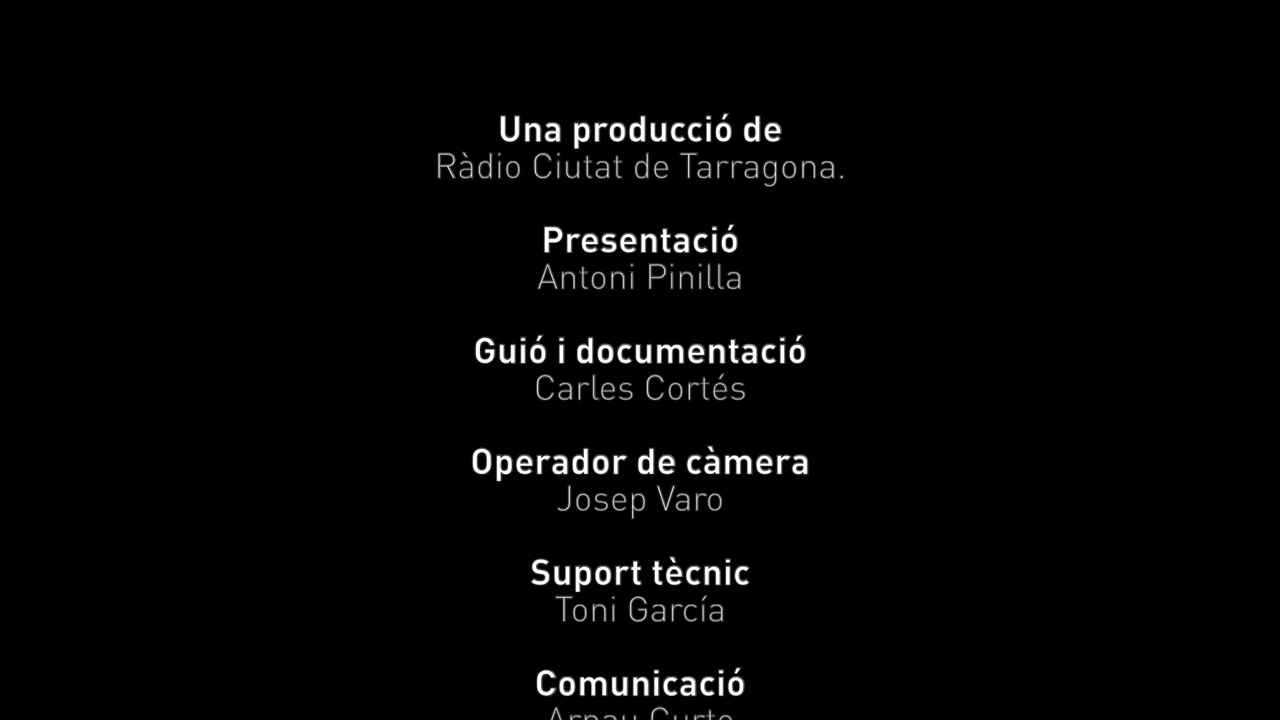 Una producció de
Ràdio Ciutat de Tarragona.
Presentació
Antoni Pinilla
Guió i documentació
Carles Cortés
Operador de càmera
Josep Varo
Suport tècnic
Toni García
Comunicació
Arnau